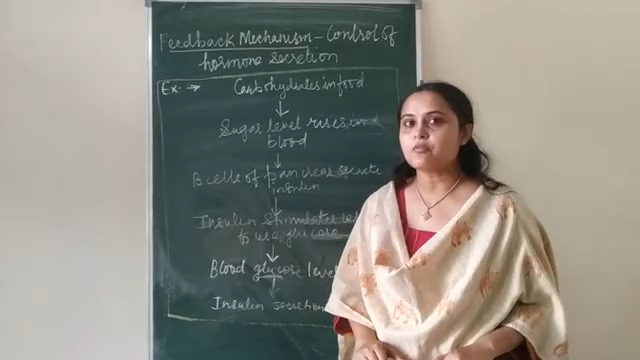 Feedback Mechanism - Control of
hormone secretion
Ex. → Carbohydrates in food
↓
Sugar level rises in
blood
↓
B cells of pancreas secrete
insulin
↓
Insulin stimulates
to use glucose
↓
Blood glucose level
↓
Insulin